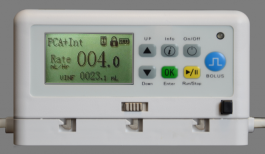 PCA+Int
Rate 004.0
mL/Hr
VINF 0023.1 mL
UP Info On/Off
Down Enter Run/Stop
OK
BOLUS